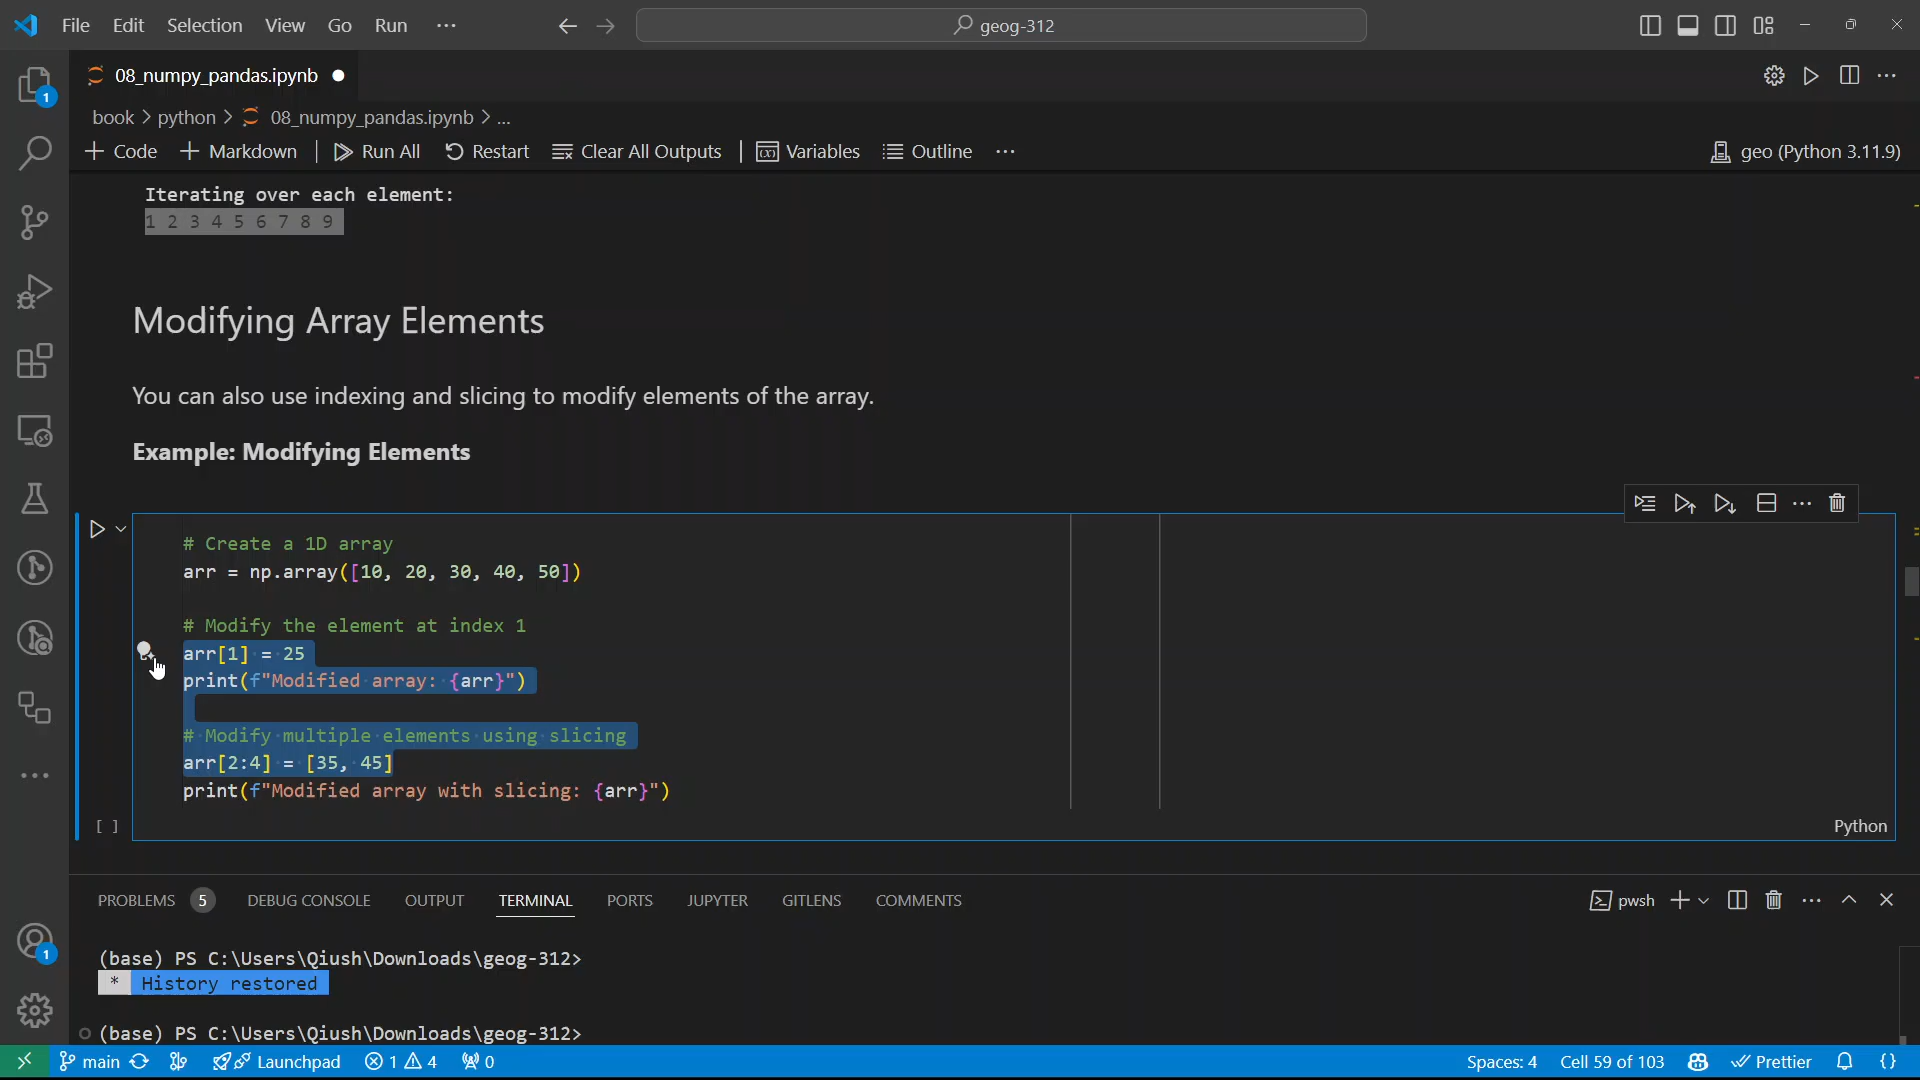 File Edit Selection View Go Run ···
geog-312
08_numpy_pandas.ipynb
book > python > 08_numpy_pandas.ipynb > ...
+ Code + Markdown Run All Restart Clear All Outputs Variables Outline ··· geo (Python 3.11.9)
Iterating over each element:
1 2 3 4 5 6 7 8 9
Modifying Array Elements
You can also use indexing and slicing to modify elements of the array.
Example: Modifying Elements
# Create a 1D array
arr = np.array([10, 20, 30, 40, 50])
# Modify the element at index 1
arr[1] = 25
print(f"Modified array: {arr}")
# Modify multiple elements using slicing
arr[2:4] = [35, 45]
print(f"Modified array with slicing: {arr}")
[ ] Python
PROBLEMS 5 DEBUG CONSOLE OUTPUT TERMINAL PORTS JUPYTER GITLENS COMMENTS pwsh
(base) PS C:\Users\Qiush\Downloads\geog-312>
* History restored
(base) PS C:\Users\Qiush\Downloads\geog-312>
main Launchpad 1 4 0 Spaces: 4 Cell 59 of 103 Prettier {}
1
1